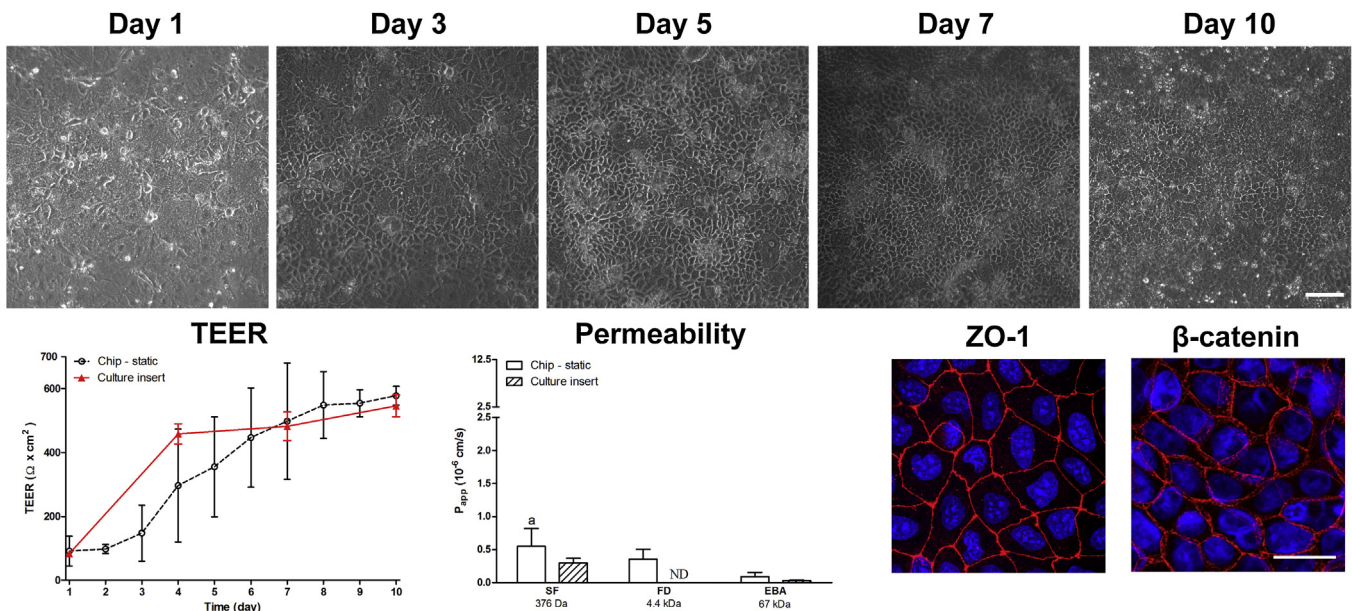 Day 1 Day 3 Day 5 Day 7 Day 10
TEER
700
600
400
200
0
TEER (Ω x cm²)
Chip - static
Culture insert
1 2 3 4 5 6 7 8 9 10
Time (day)
Permeability
12.5
2.5
2.5
2.0
1.5
1.0
0.5
0.0
Papp (10⁻⁶ cm/s)
Chip - static
Culture insert
a
ND
SF FD EBA
376 Da 4.4 kDa 67 kDa
ZO-1 β-catenin